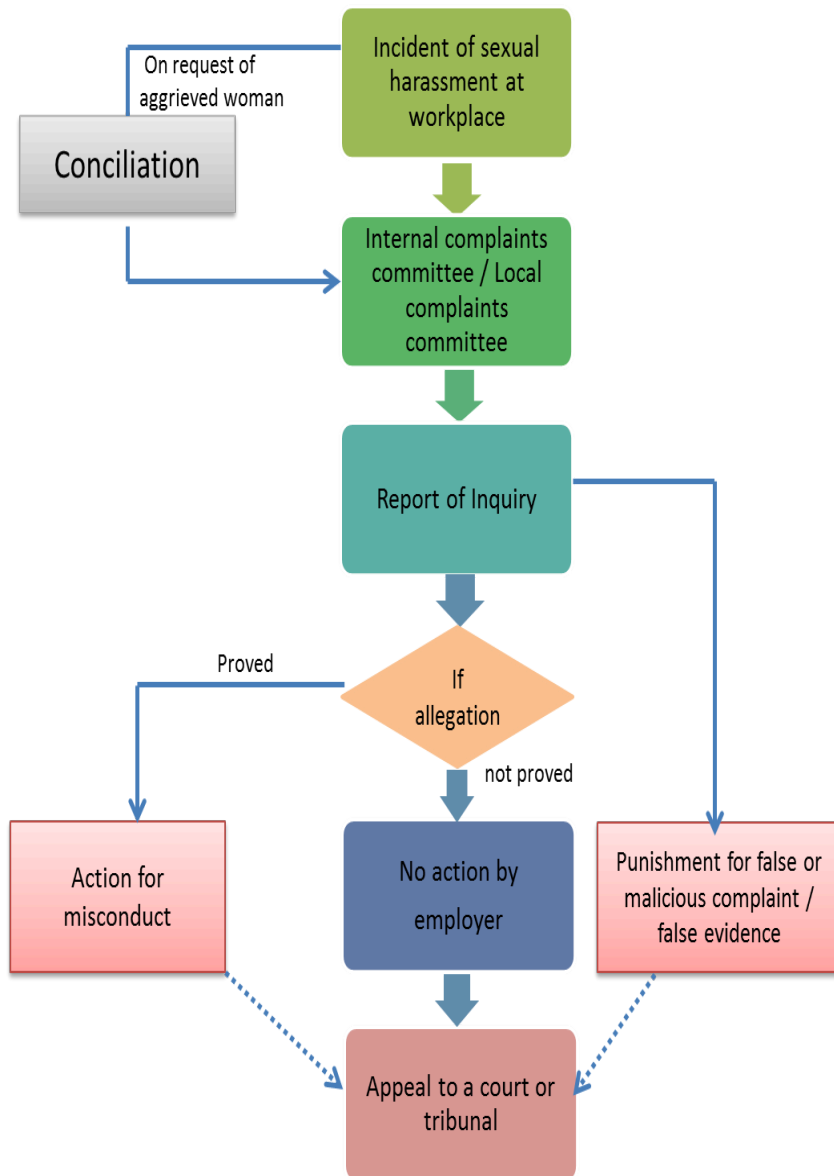 Incident of sexual
harassment at
workplace
On request of
aggrieved woman
Conciliation
Internal complaints
committee / Local
complaints
committee
Report of Inquiry
Proved
If
allegation
not proved
Action for
misconduct
No action by
employer
Punishment for false or
malicious complaint /
false evidence
Appeal to a court or
tribunal